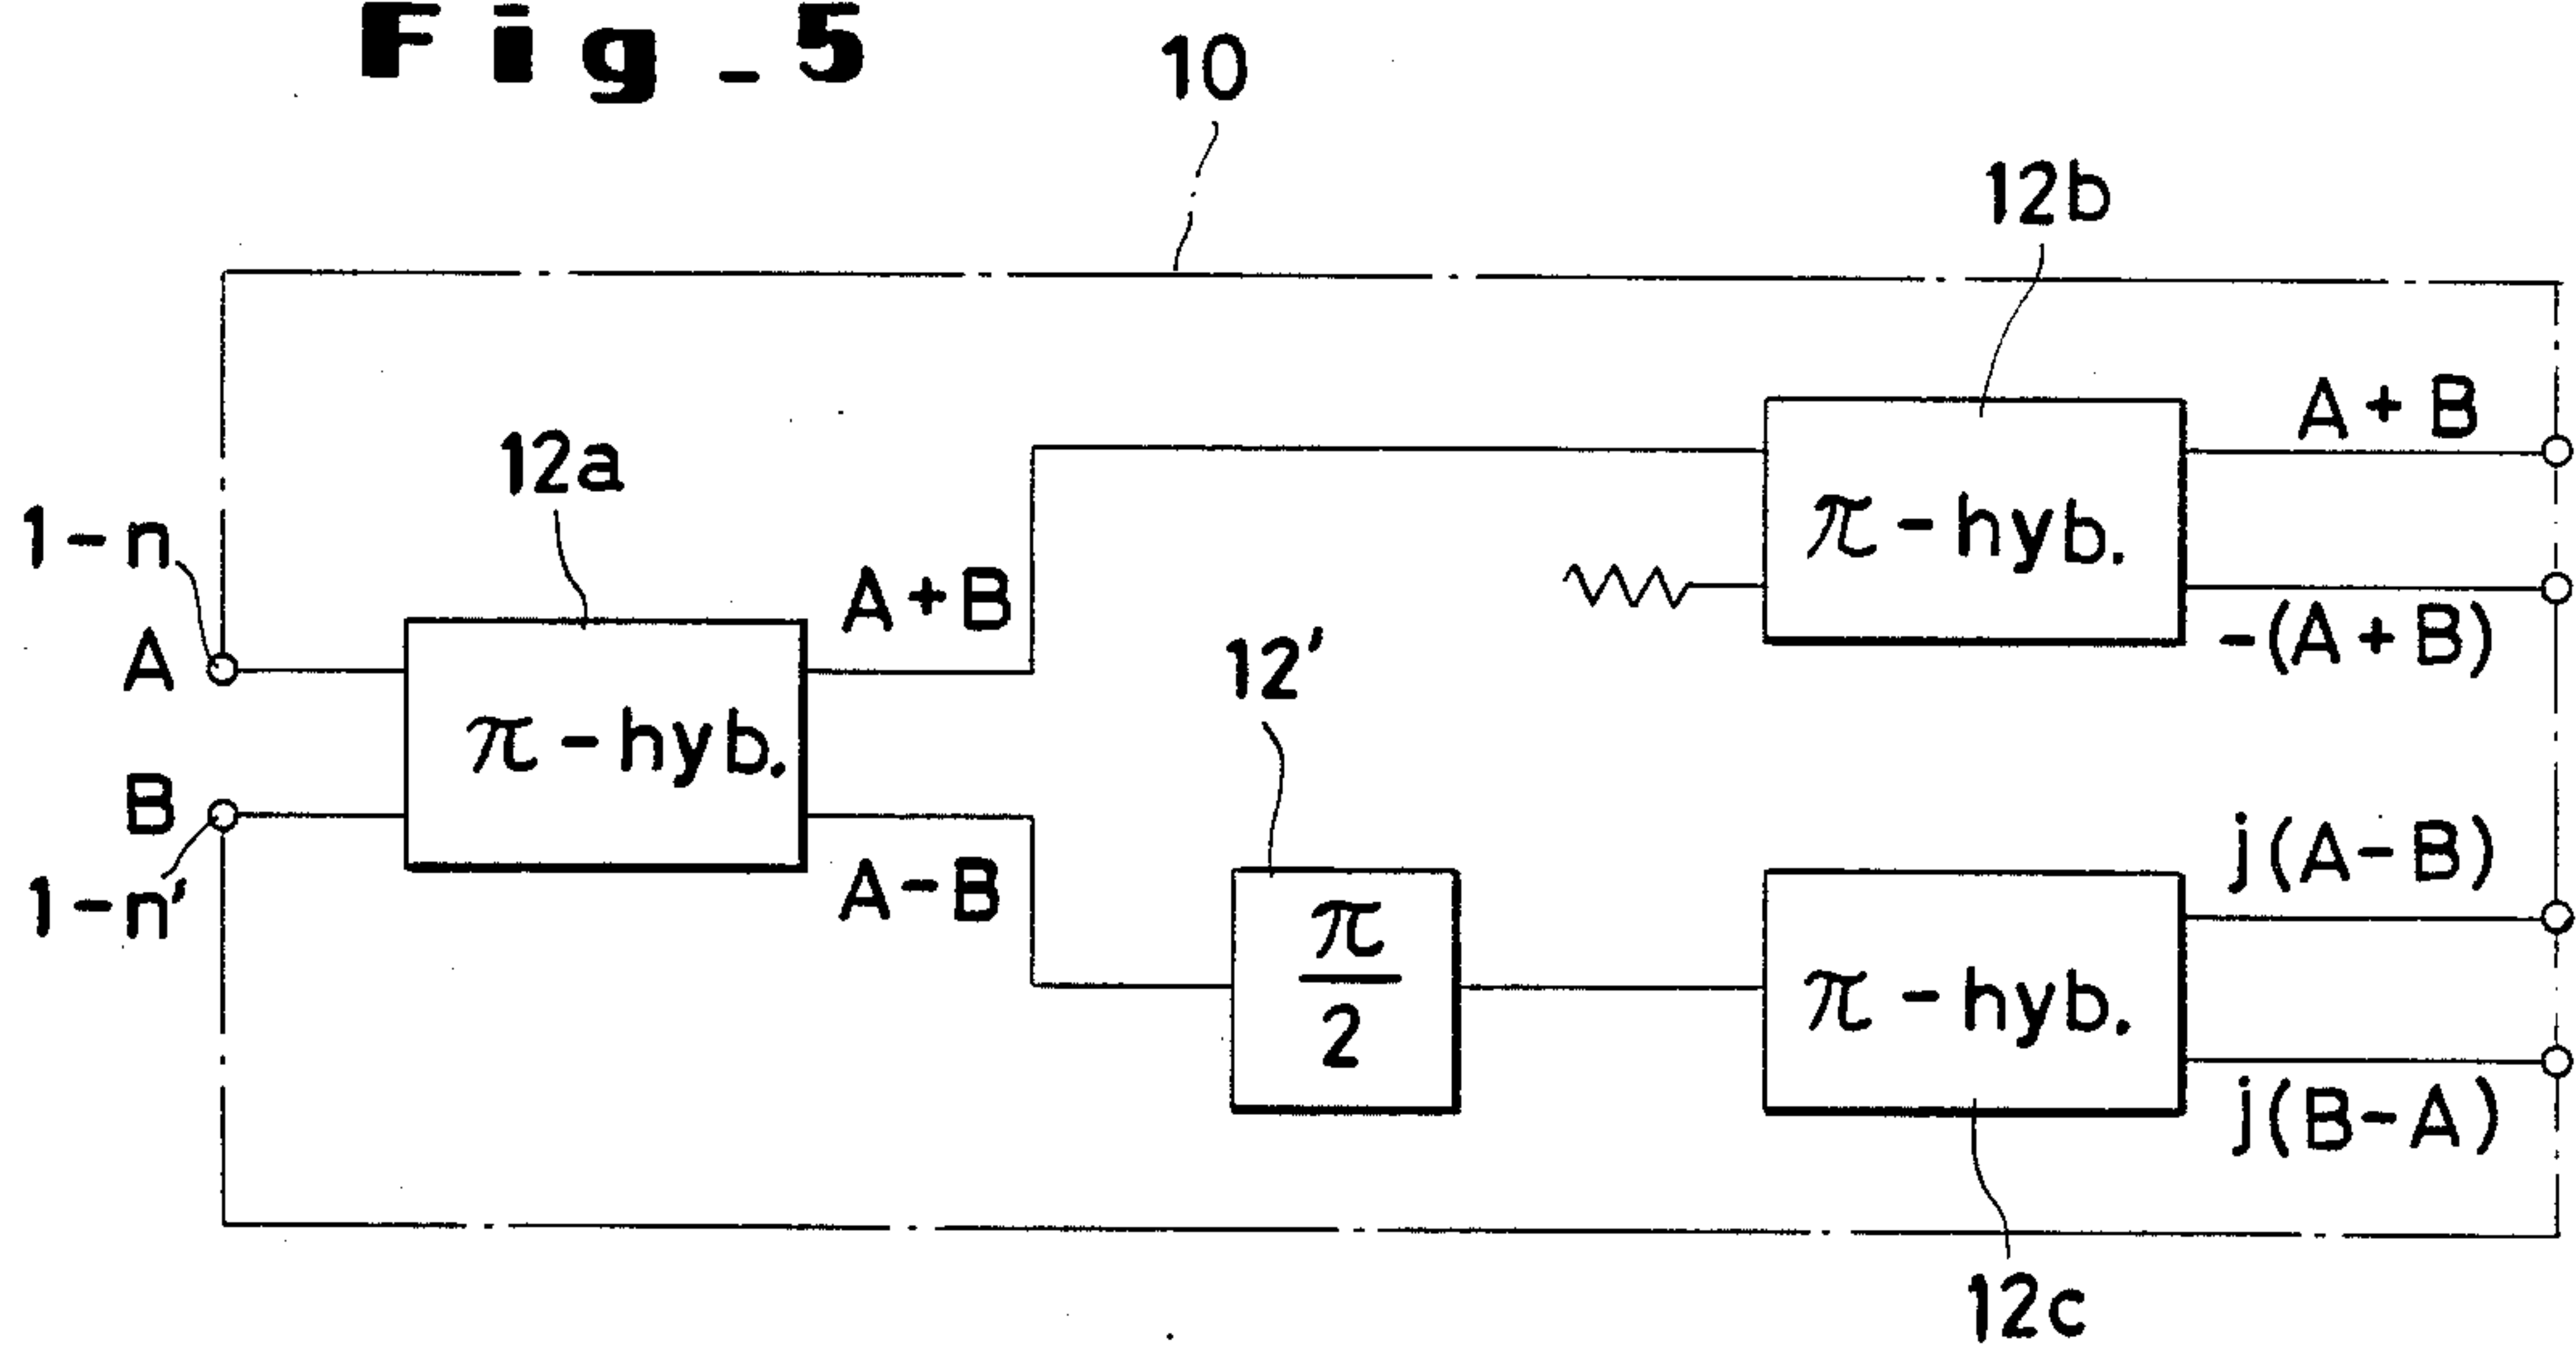 Fig_5
10
12b
A+B
12a
π-hyb.
1-n
A+B
-(A+B)
A
12'
π-hyb.
B
j(A-B)
1-n'
A-B
π
2
π-hyb.
j(B-A)
12c